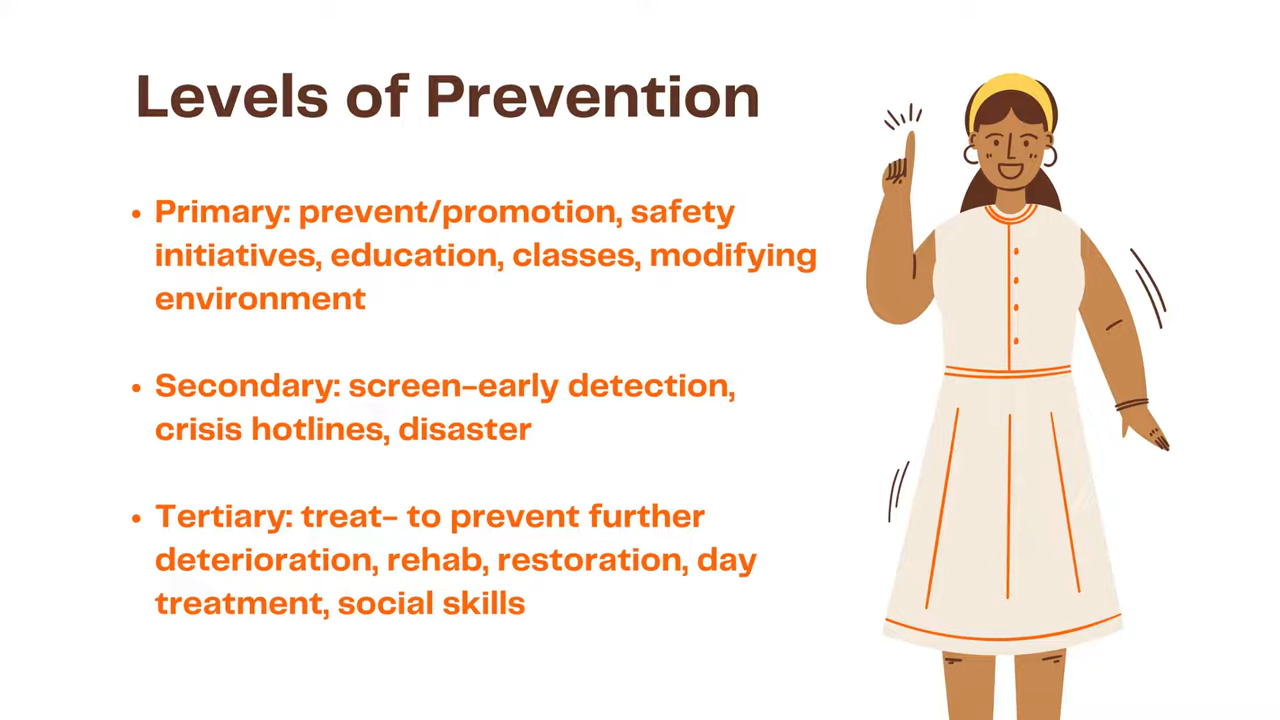 Levels of Prevention
• Primary: prevent/promotion, safety
initiatives, education, classes, modifying
environment
• Secondary: screen-early detection,
crisis hotlines, disaster
• Tertiary: treat- to prevent further
deterioration, rehab, restoration, day
treatment, social skills